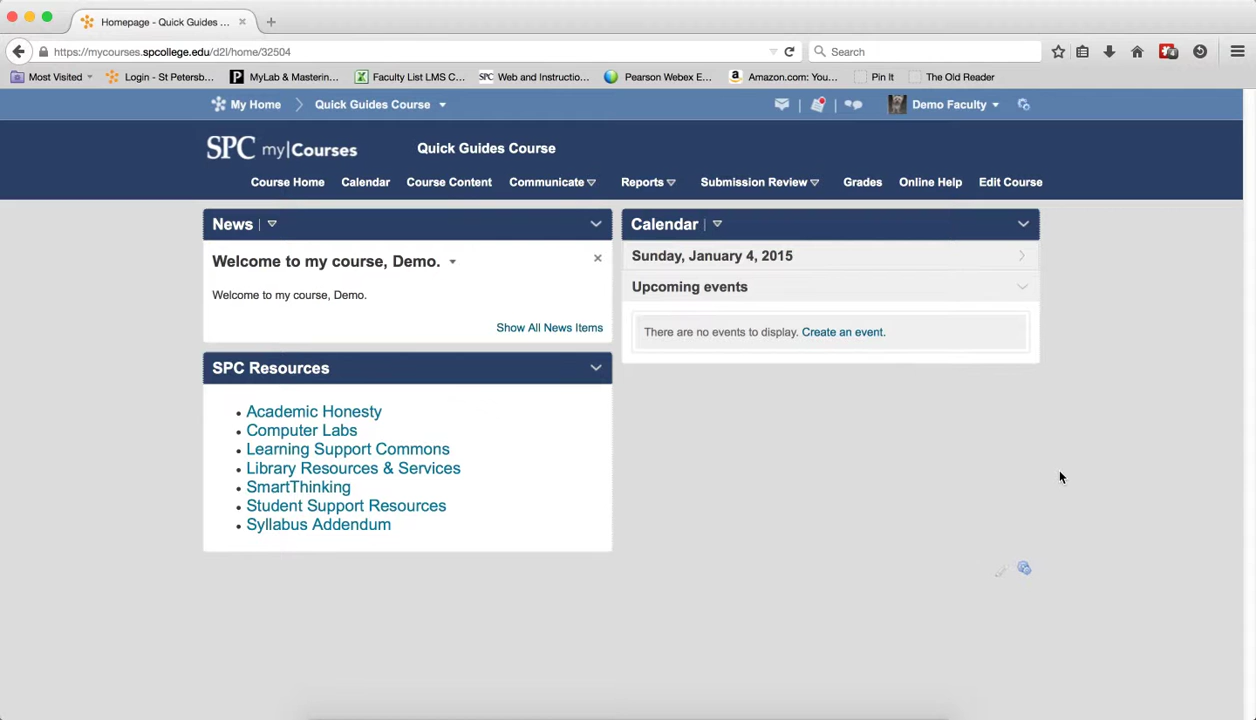 Homepage - Quick Guides ...
https://mycourses.spcollege.edu/d2l/home/32504
Search
Most Visited
Login - St Petersb...
MyLab & Masterin...
Faculty List LMS C...
SPC Web and Instructio...
Pearson Webex E...
Amazon.com: You...
Pin It
The Old Reader
My Home
Quick Guides Course
Demo Faculty
SPC my|Courses
Quick Guides Course
Course Home
Calendar
Course Content
Communicate
Reports
Submission Review
Grades
Online Help
Edit Course
News
Welcome to my course, Demo.
Welcome to my course, Demo.
Show All News Items
SPC Resources
Academic Honesty
Computer Labs
Learning Support Commons
Library Resources & Services
SmartThinking
Student Support Resources
Syllabus Addendum
Calendar
Sunday, January 4, 2015
Upcoming events
There are no events to display. Create an event.